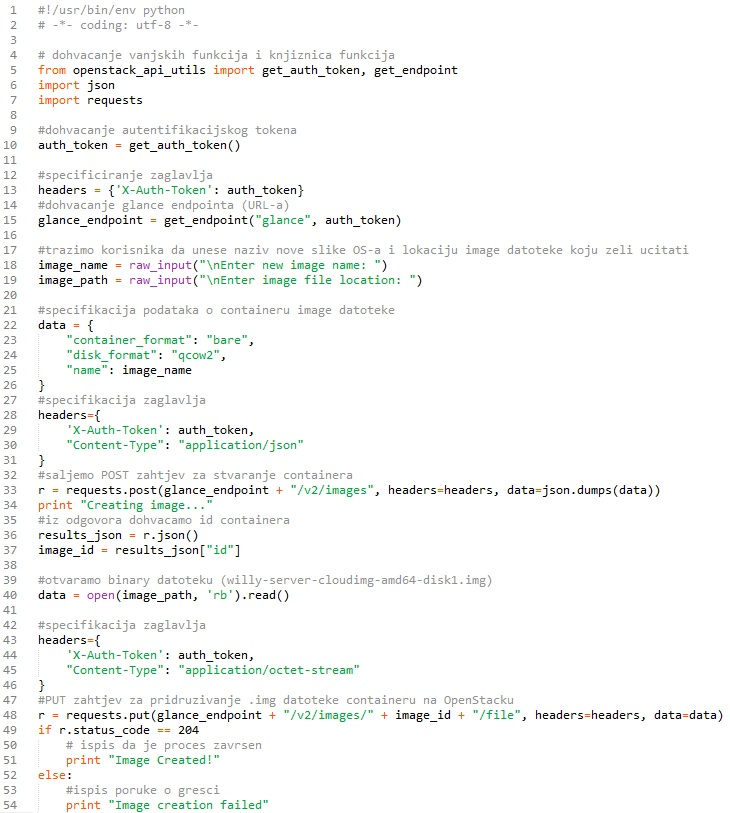 1 #!/usr/bin/env python
2 # -*- coding: utf-8 -*-
3
4 # dohvacanje vanjskih funkcija i knjiznica funkcija
5 from openstack_api_utils import get_auth_token, get_endpoint
6 import json
7 import requests
8
9 #dohvacanje autentifikacijskog tokena
10 auth_token = get_auth_token()
11
12 #specificiranje zaglavlja
13 headers = {'X-Auth-Token': auth_token}
14 #dohvacanje glance endpointa (URL-a)
15 glance_endpoint = get_endpoint("glance", auth_token)
16
17 #trazimo korisnika da unese naziv nove slike OS-a i lokaciju image datoteke koju zeli ucitati
18 image_name = raw_input("\nEnter new image name: ")
19 image_path = raw_input("\nEnter image file location: ")
20
21 #specifikacija podataka o containeru image datoteke
22 data = {
23     "container_format": "bare",
24     "disk_format": "qcow2",
25     "name": image_name
26 }
27 #specifikacija zaglavlja
28 headers={
29     'X-Auth-Token': auth_token,
30     "Content-Type": "application/json"
31 }
32 #saljemo POST zahtjev za stvaranje containera
33 r = requests.post(glance_endpoint + "/v2/images", headers=headers, data=json.dumps(data))
34 print "Creating image..."
35 #iz odgovora dohvacamo id containera
36 results_json = r.json()
37 image_id = results_json["id"]
38
39 #otvaramo binary datoteku (willy-server-cloudimg-amd64-disk1.img)
40 data = open(image_path, 'rb').read()
41
42 #specifikacija zaglavlja
43 headers={
44     'X-Auth-Token': auth_token,
45     "Content-Type": "application/octet-stream"
46 }
47 #PUT zahtjev za pridruzivanje .img datoteke containeru na OpenStacku
48 r = requests.put(glance_endpoint + "/v2/images/" + image_id + "/file", headers=headers, data=data)
49 if r.status_code == 204
50     # ispis da je proces zavrsen
51     print "Image Created!"
52 else:
53     #ispis poruke o gresci
54     print "Image creation failed"